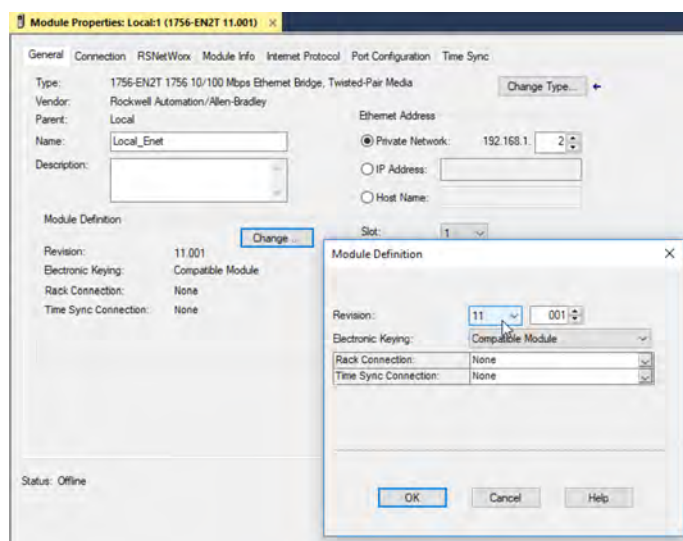 Module Properties: Local:1 (1756-EN2T 11.001) ×
General Connection RSNetWorx Module Info Internet Protocol Port Configuration Time Sync
Type: 1756-EN2T 1756 10/100 Mbps Ethernet Bridge, Twisted-Pair Media
Change Type...
Vendor: Rockwell Automation/Allen-Bradley
Parent: Local
Ethernet Address
Name: Local_Enet
Private Network: 192.168.1. 2
Description:
IP Address:
Host Name:
Module Definition
Change ...
Slot: 1
Revision: 11.001
Electronic Keying: Compatible Module
Rack Connection: None
Time Sync Connection: None
Status: Offline
Module Definition
Revision: 11 001
Electronic Keying: Compatible Module
Rack Connection: None
Time Sync Connection: None
OK Cancel Help